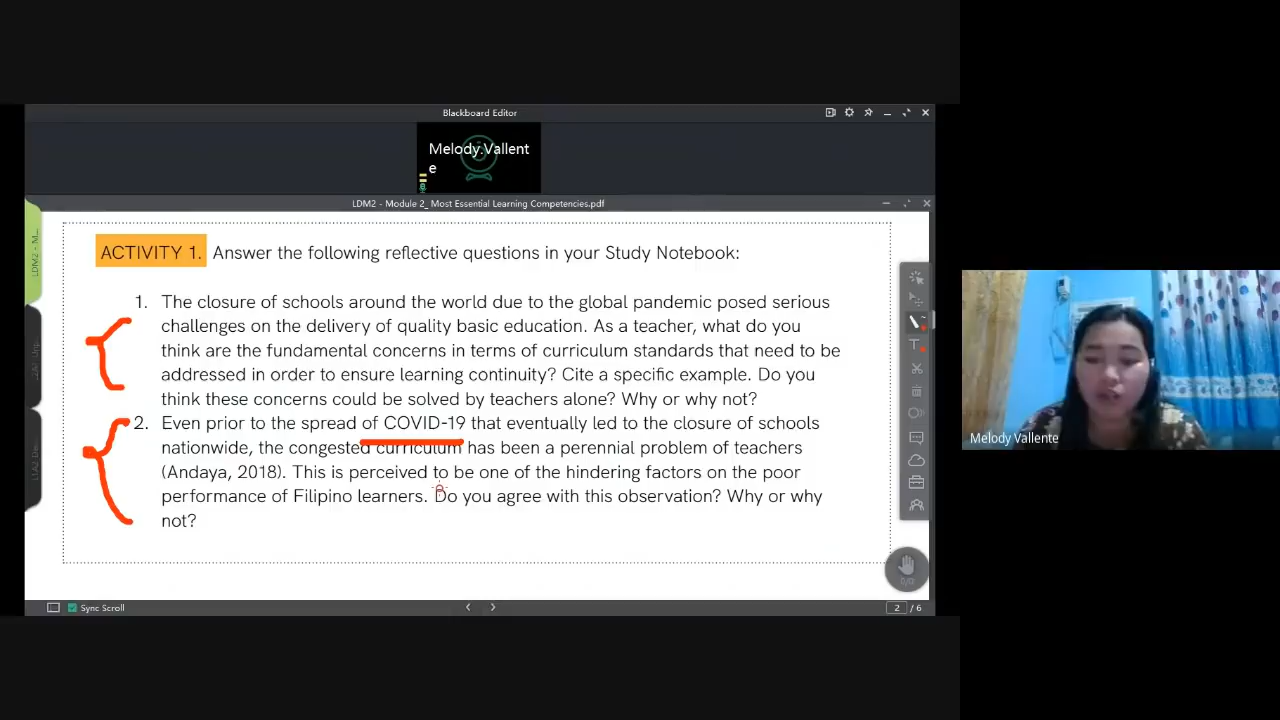 Blackboard Editor
Melody.Vallent
e
LDM2 - Module 2_ Most Essential Learning Competencies.pdf
LDM2 - M...
ACTIVITY 1. Answer the following reflective questions in your Study Notebook:
1. The closure of schools around the world due to the global pandemic posed serious
challenges on the delivery of quality basic education. As a teacher, what do you
think are the fundamental concerns in terms of curriculum standards that need to be
addressed in order to ensure learning continuity? Cite a specific example. Do you
think these concerns could be solved by teachers alone? Why or why not?
2. Even prior to the spread of COVID-19 that eventually led to the closure of schools
nationwide, the congested curriculum has been a perennial problem of teachers
(Andaya, 2018). This is perceived to be one of the hindering factors on the poor
performance of Filipino learners. Do you agree with this observation? Why or why
not?
Melody Vallente
0/0
Sync Scroll
2 / 6